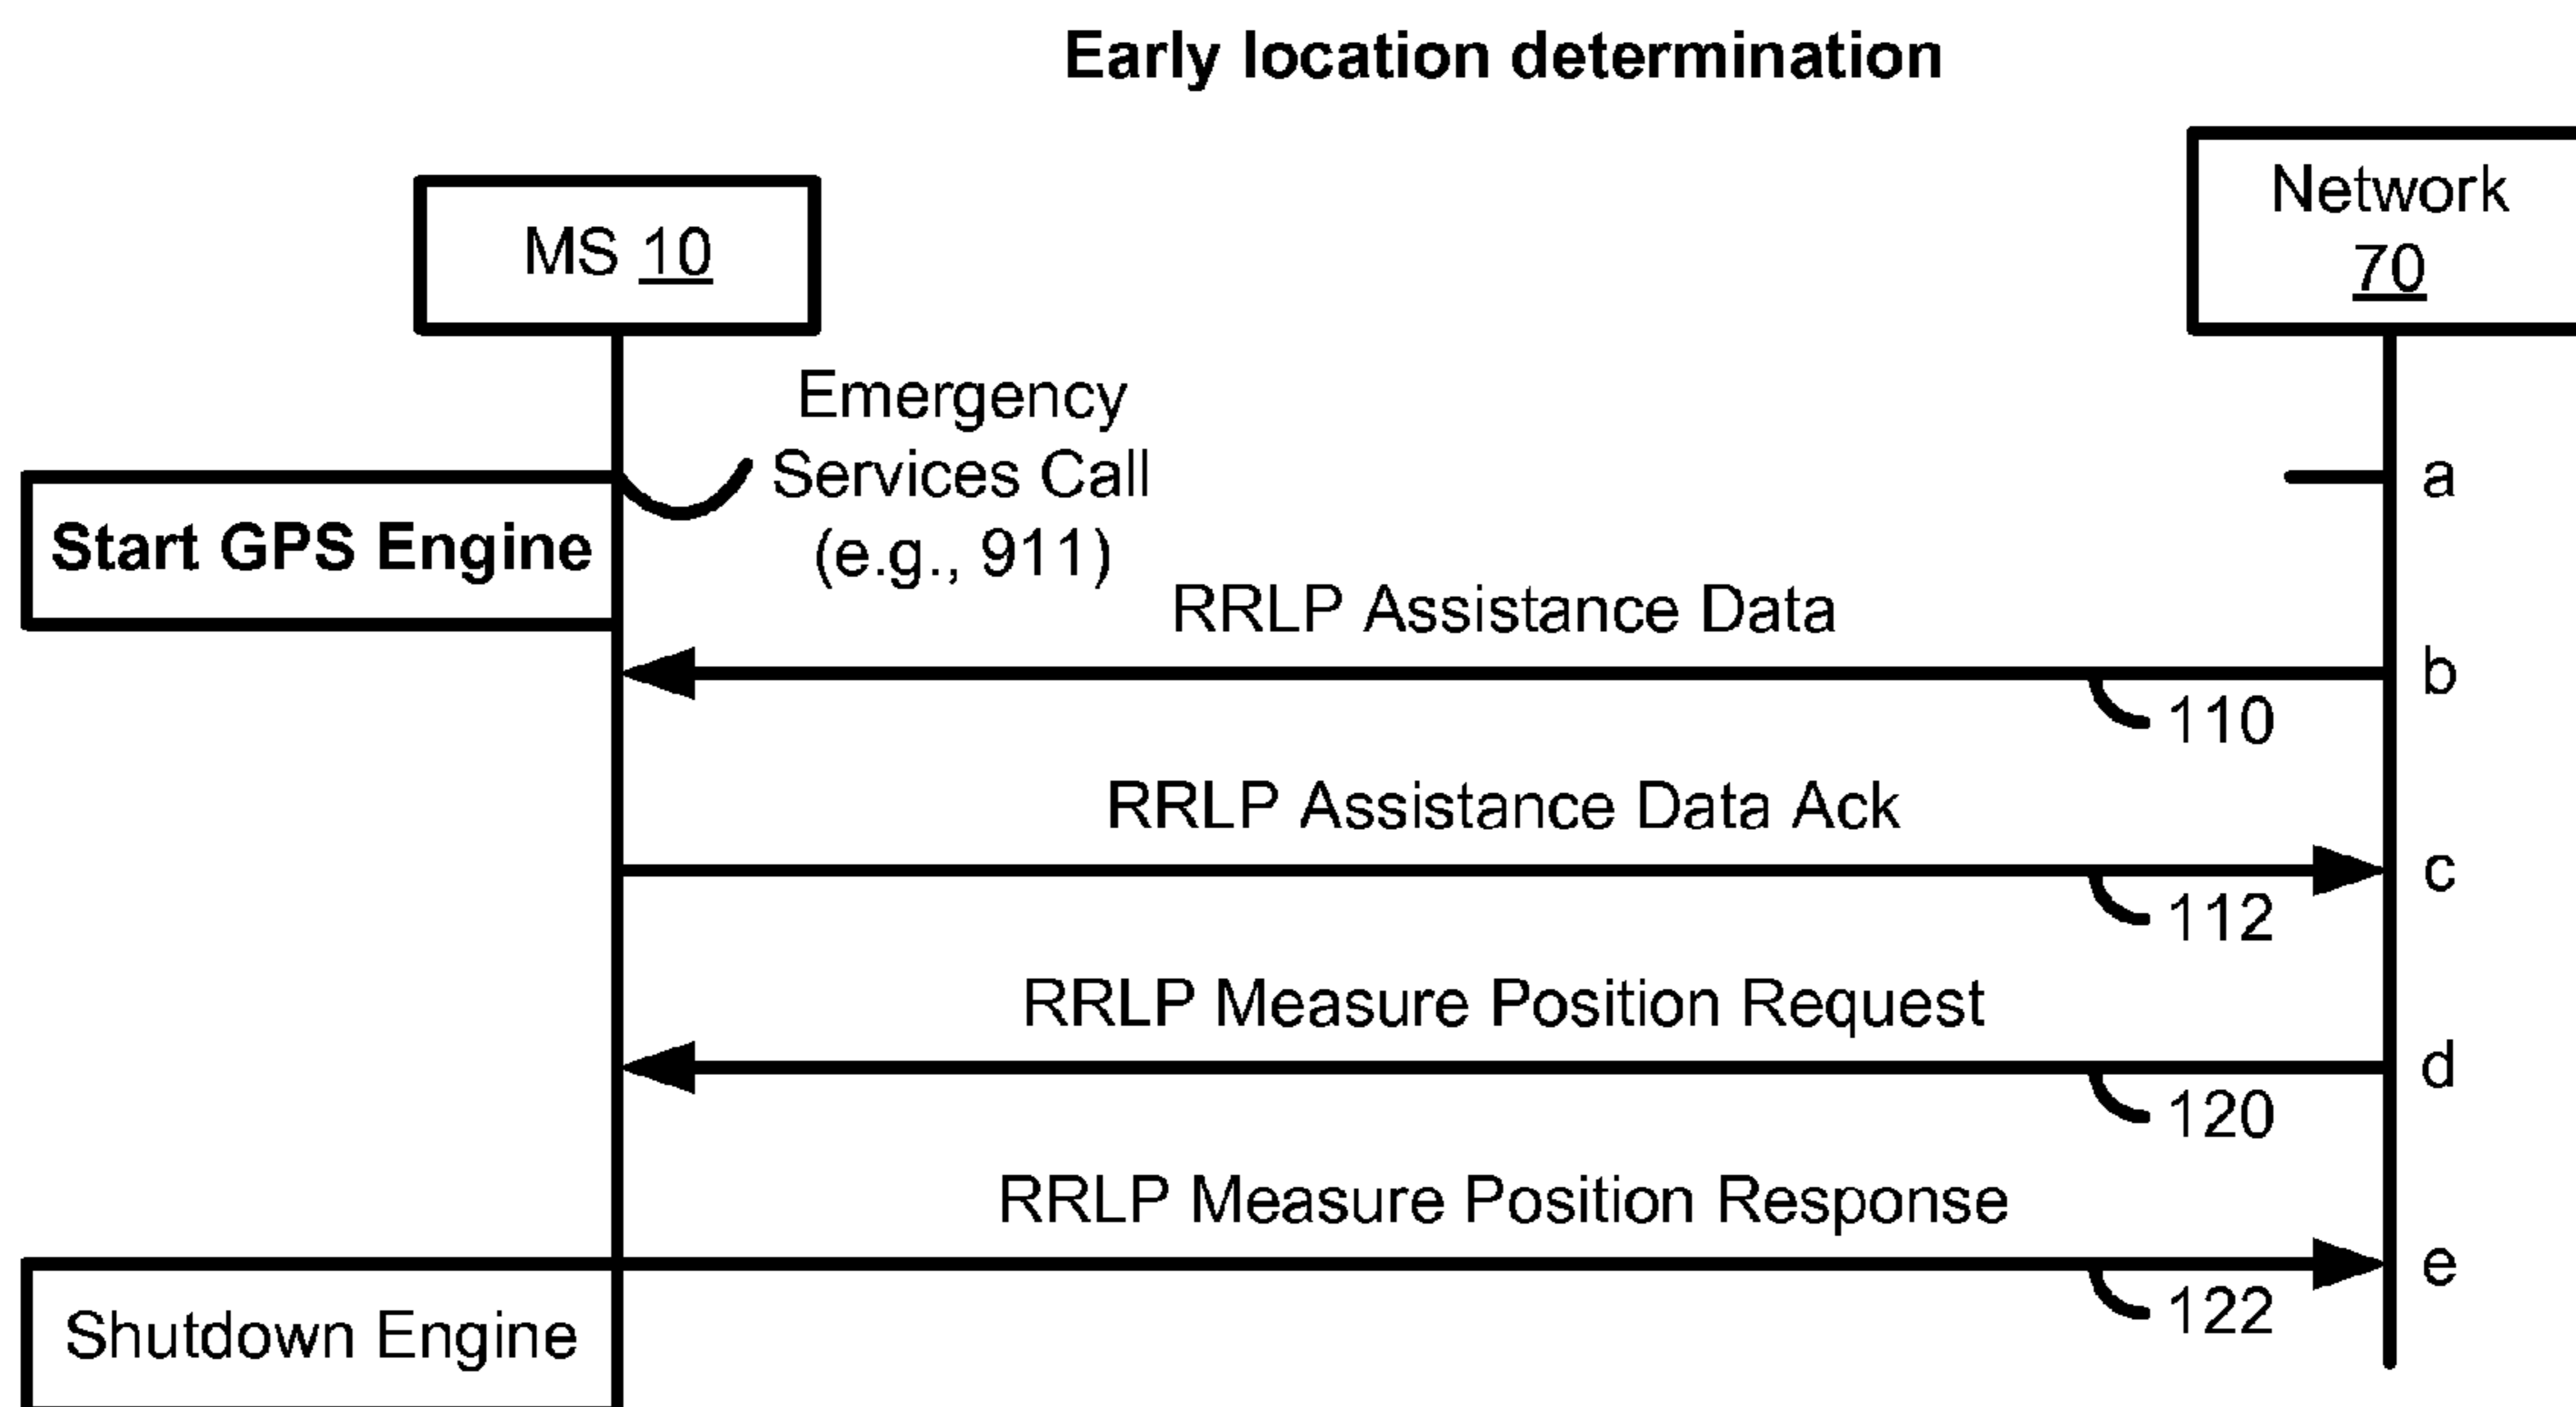 Early location determination
MS 10
Network
70
Emergency
Services Call
(e.g., 911)
Start GPS Engine
a
RRLP Assistance Data
b
110
RRLP Assistance Data Ack
c
112
RRLP Measure Position Request
d
120
RRLP Measure Position Response
e
122
Shutdown Engine